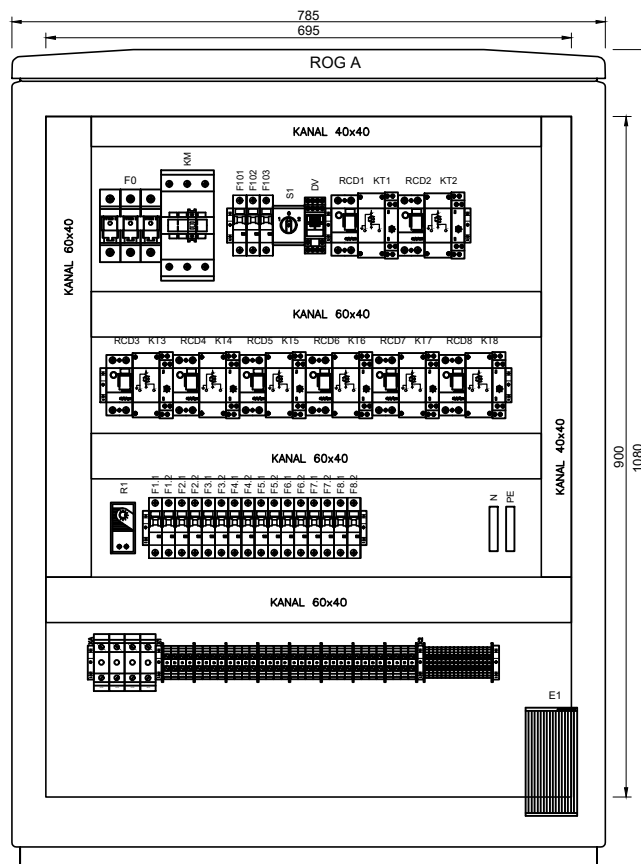 785
695
ROG A
KANAL 40x40
KANAL 60x40
F0
KM
F101
F102
F103
S1
DV
RCD1 KT1 RCD2 KT2
KANAL 60x40
RCD3 KT3 RCD4 KT4 RCD5 KT5 RCD6 KT6 RCD7 KT7 RCD8 KT8
KANAL 60x40
KANAL 40x40
900
1080
R1
F1.1
F1.2
F2.1
F2.2
F3.1
F3.2
F4.1
F4.2
F5.1
F5.2
F6.1
F6.2
F7.1
F7.2
F8.1
F8.2
N
PE
KANAL 60x40
E1